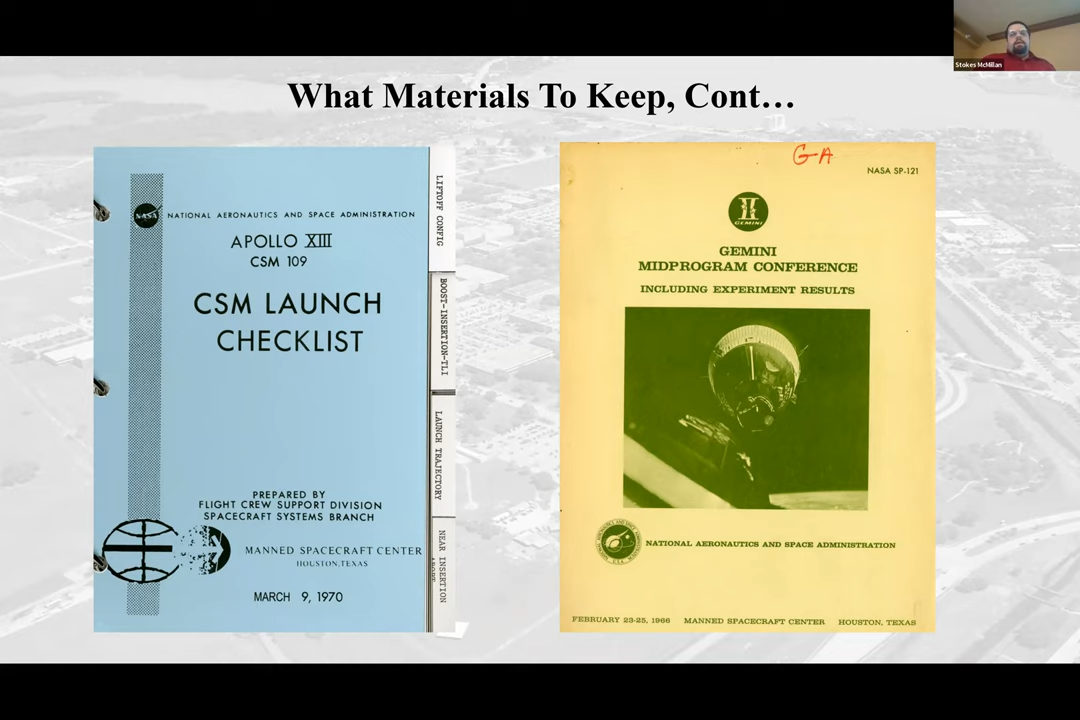 Stokes McMillan
What Materials To Keep, Cont…
NASA
NATIONAL AERONAUTICS AND SPACE ADMINISTRATION
APOLLO XIII
CSM 109
CSM LAUNCH
CHECKLIST
PREPARED BY
FLIGHT CREW SUPPORT DIVISION
SPACECRAFT SYSTEMS BRANCH
MANNED SPACECRAFT CENTER
HOUSTON, TEXAS
MARCH 9, 1970
LIFTOFF CONFIG
BOOST-INSERTION-TLI
LAUNCH TRAJECTORY
NEAR INSERTION
G-A
NASA SP-121
GEMINI
GEMINI
MIDPROGRAM CONFERENCE
INCLUDING EXPERIMENT RESULTS
NATIONAL AERONAUTICS AND SPACE ADMINISTRATION
FEBRUARY 23-25, 1966 MANNED SPACECRAFT CENTER HOUSTON, TEXAS